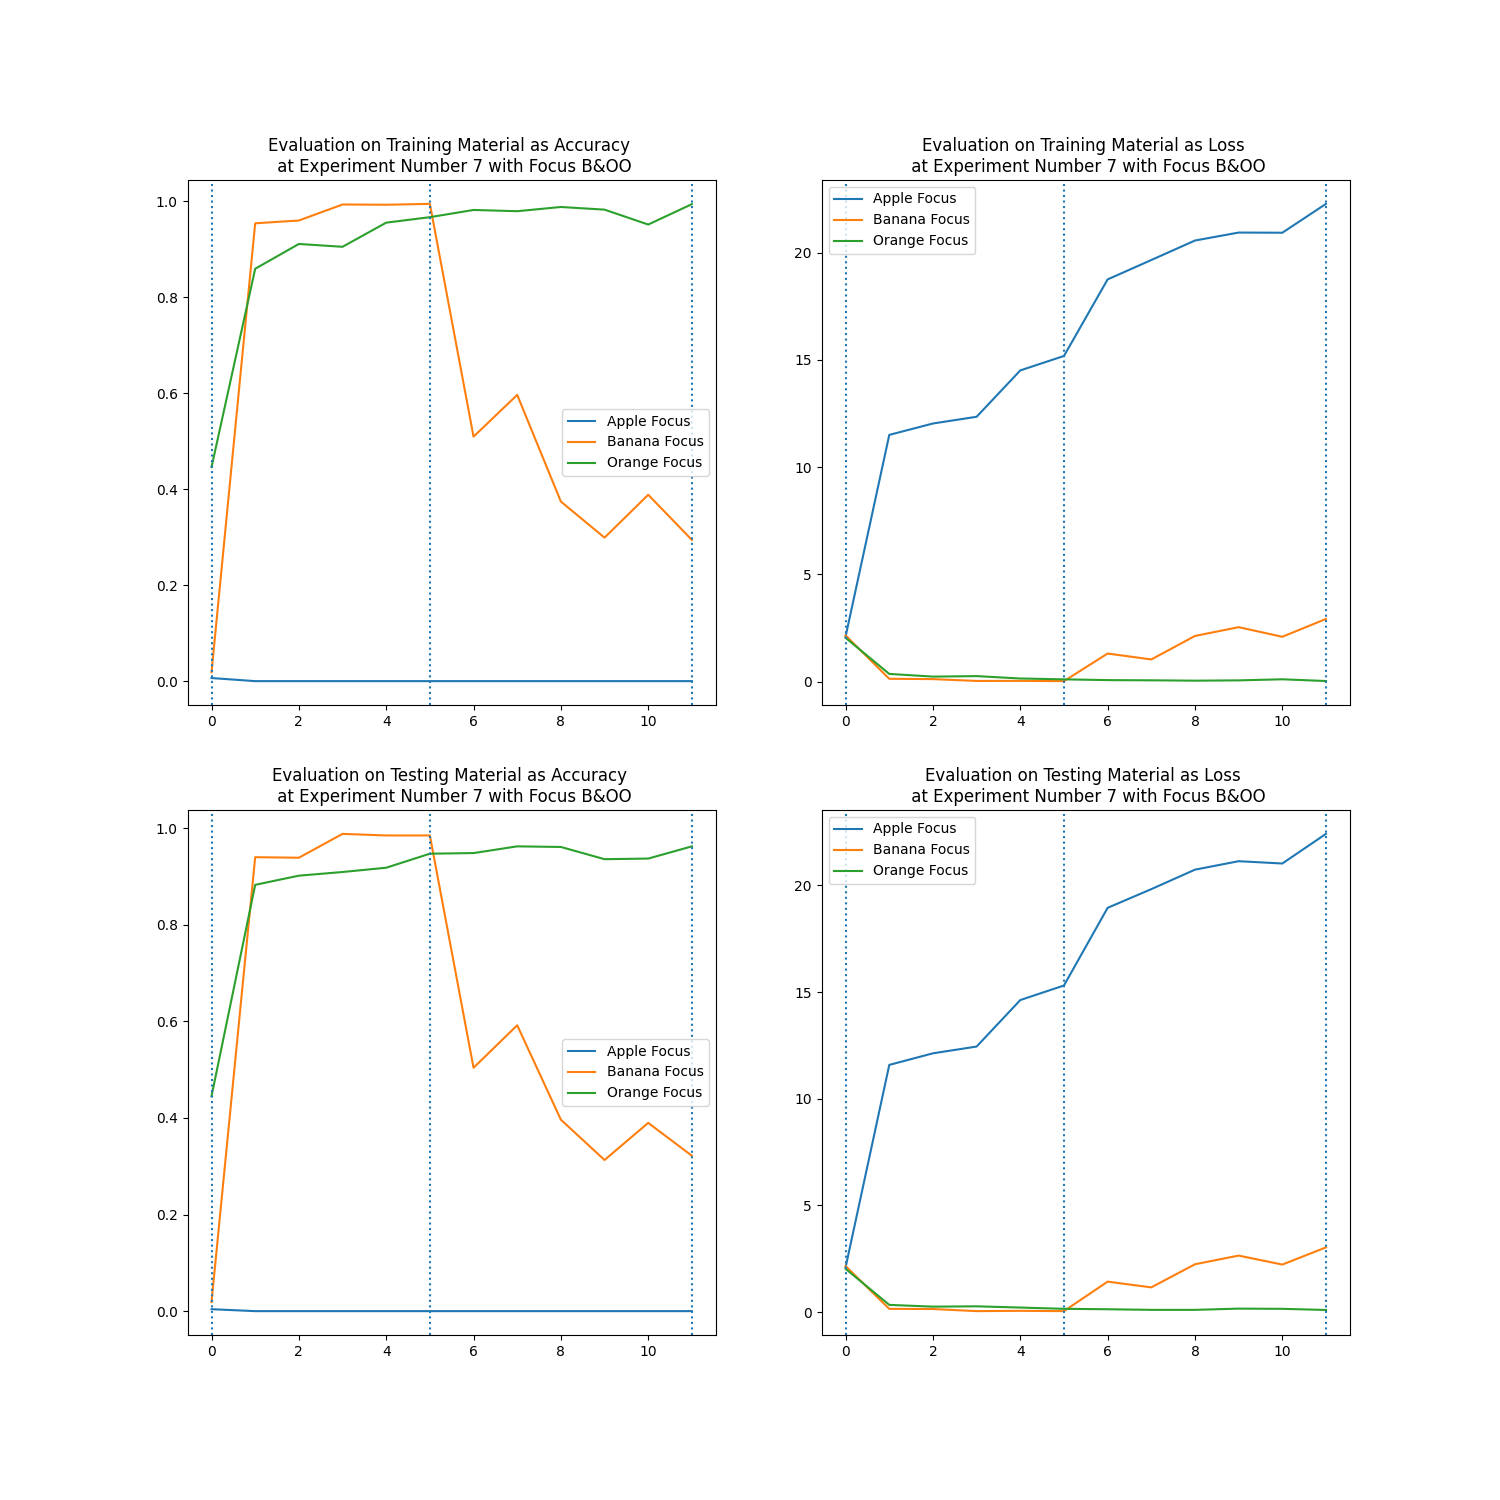 Evaluation on Training Material as Accuracy
at Experiment Number 7 with Focus B&OO
1.0
0.8
0.6
0.4
0.2
0.0
Apple Focus
Banana Focus
Orange Focus
0 2 4 6 8 10
Evaluation on Training Material as Loss
at Experiment Number 7 with Focus B&OO
Apple Focus
Banana Focus
Orange Focus
20
15
10
5
0
0 2 4 6 8 10
Evaluation on Testing Material as Accuracy
at Experiment Number 7 with Focus B&OO
1.0
0.8
0.6
0.4
0.2
0.0
Apple Focus
Banana Focus
Orange Focus
0 2 4 6 8 10
Evaluation on Testing Material as Loss
at Experiment Number 7 with Focus B&OO
Apple Focus
Banana Focus
Orange Focus
20
15
10
5
0
0 2 4 6 8 10